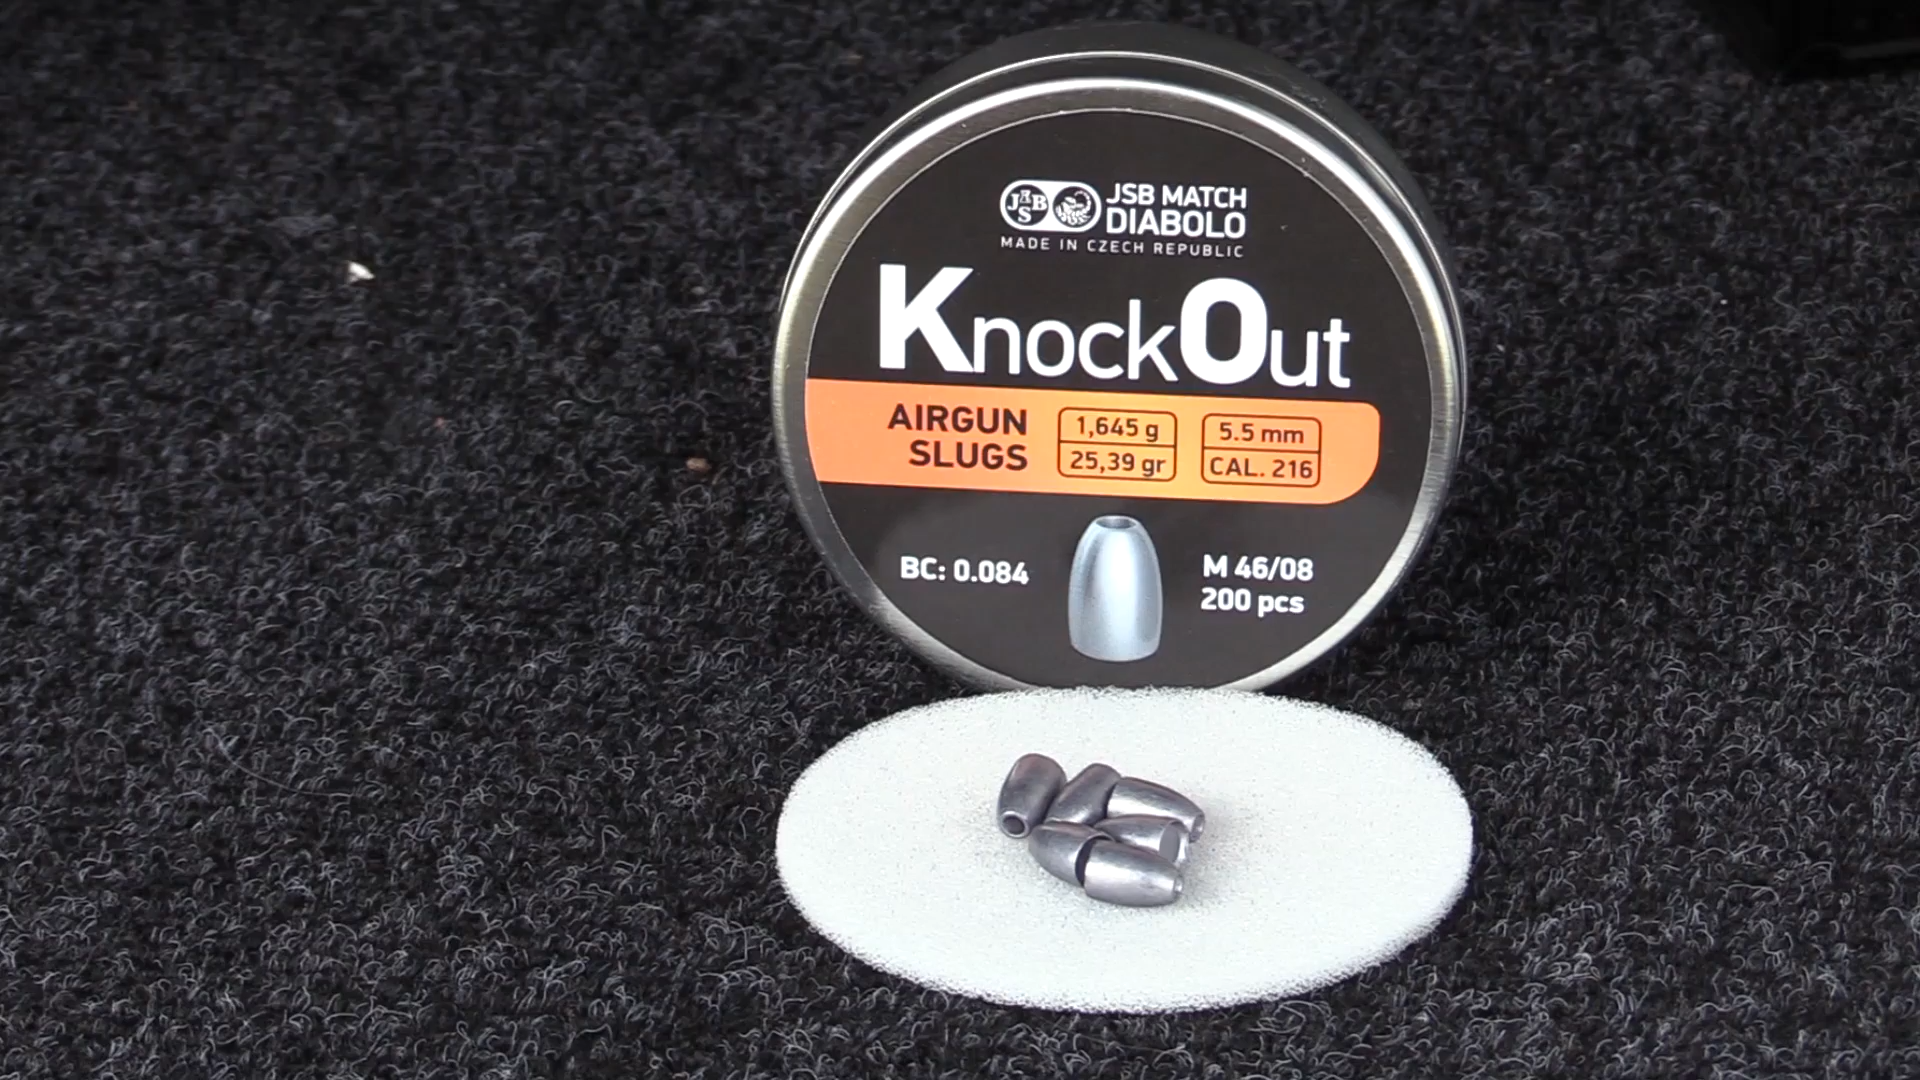 JSB
JSB MATCH
DIABOLO
MADE IN CZECH REPUBLIC
KnockOut
AIRGUN
SLUGS
1,645 g
25,39 gr
5.5 mm
CAL. 216
BC: 0.084
M 46/08
200 pcs